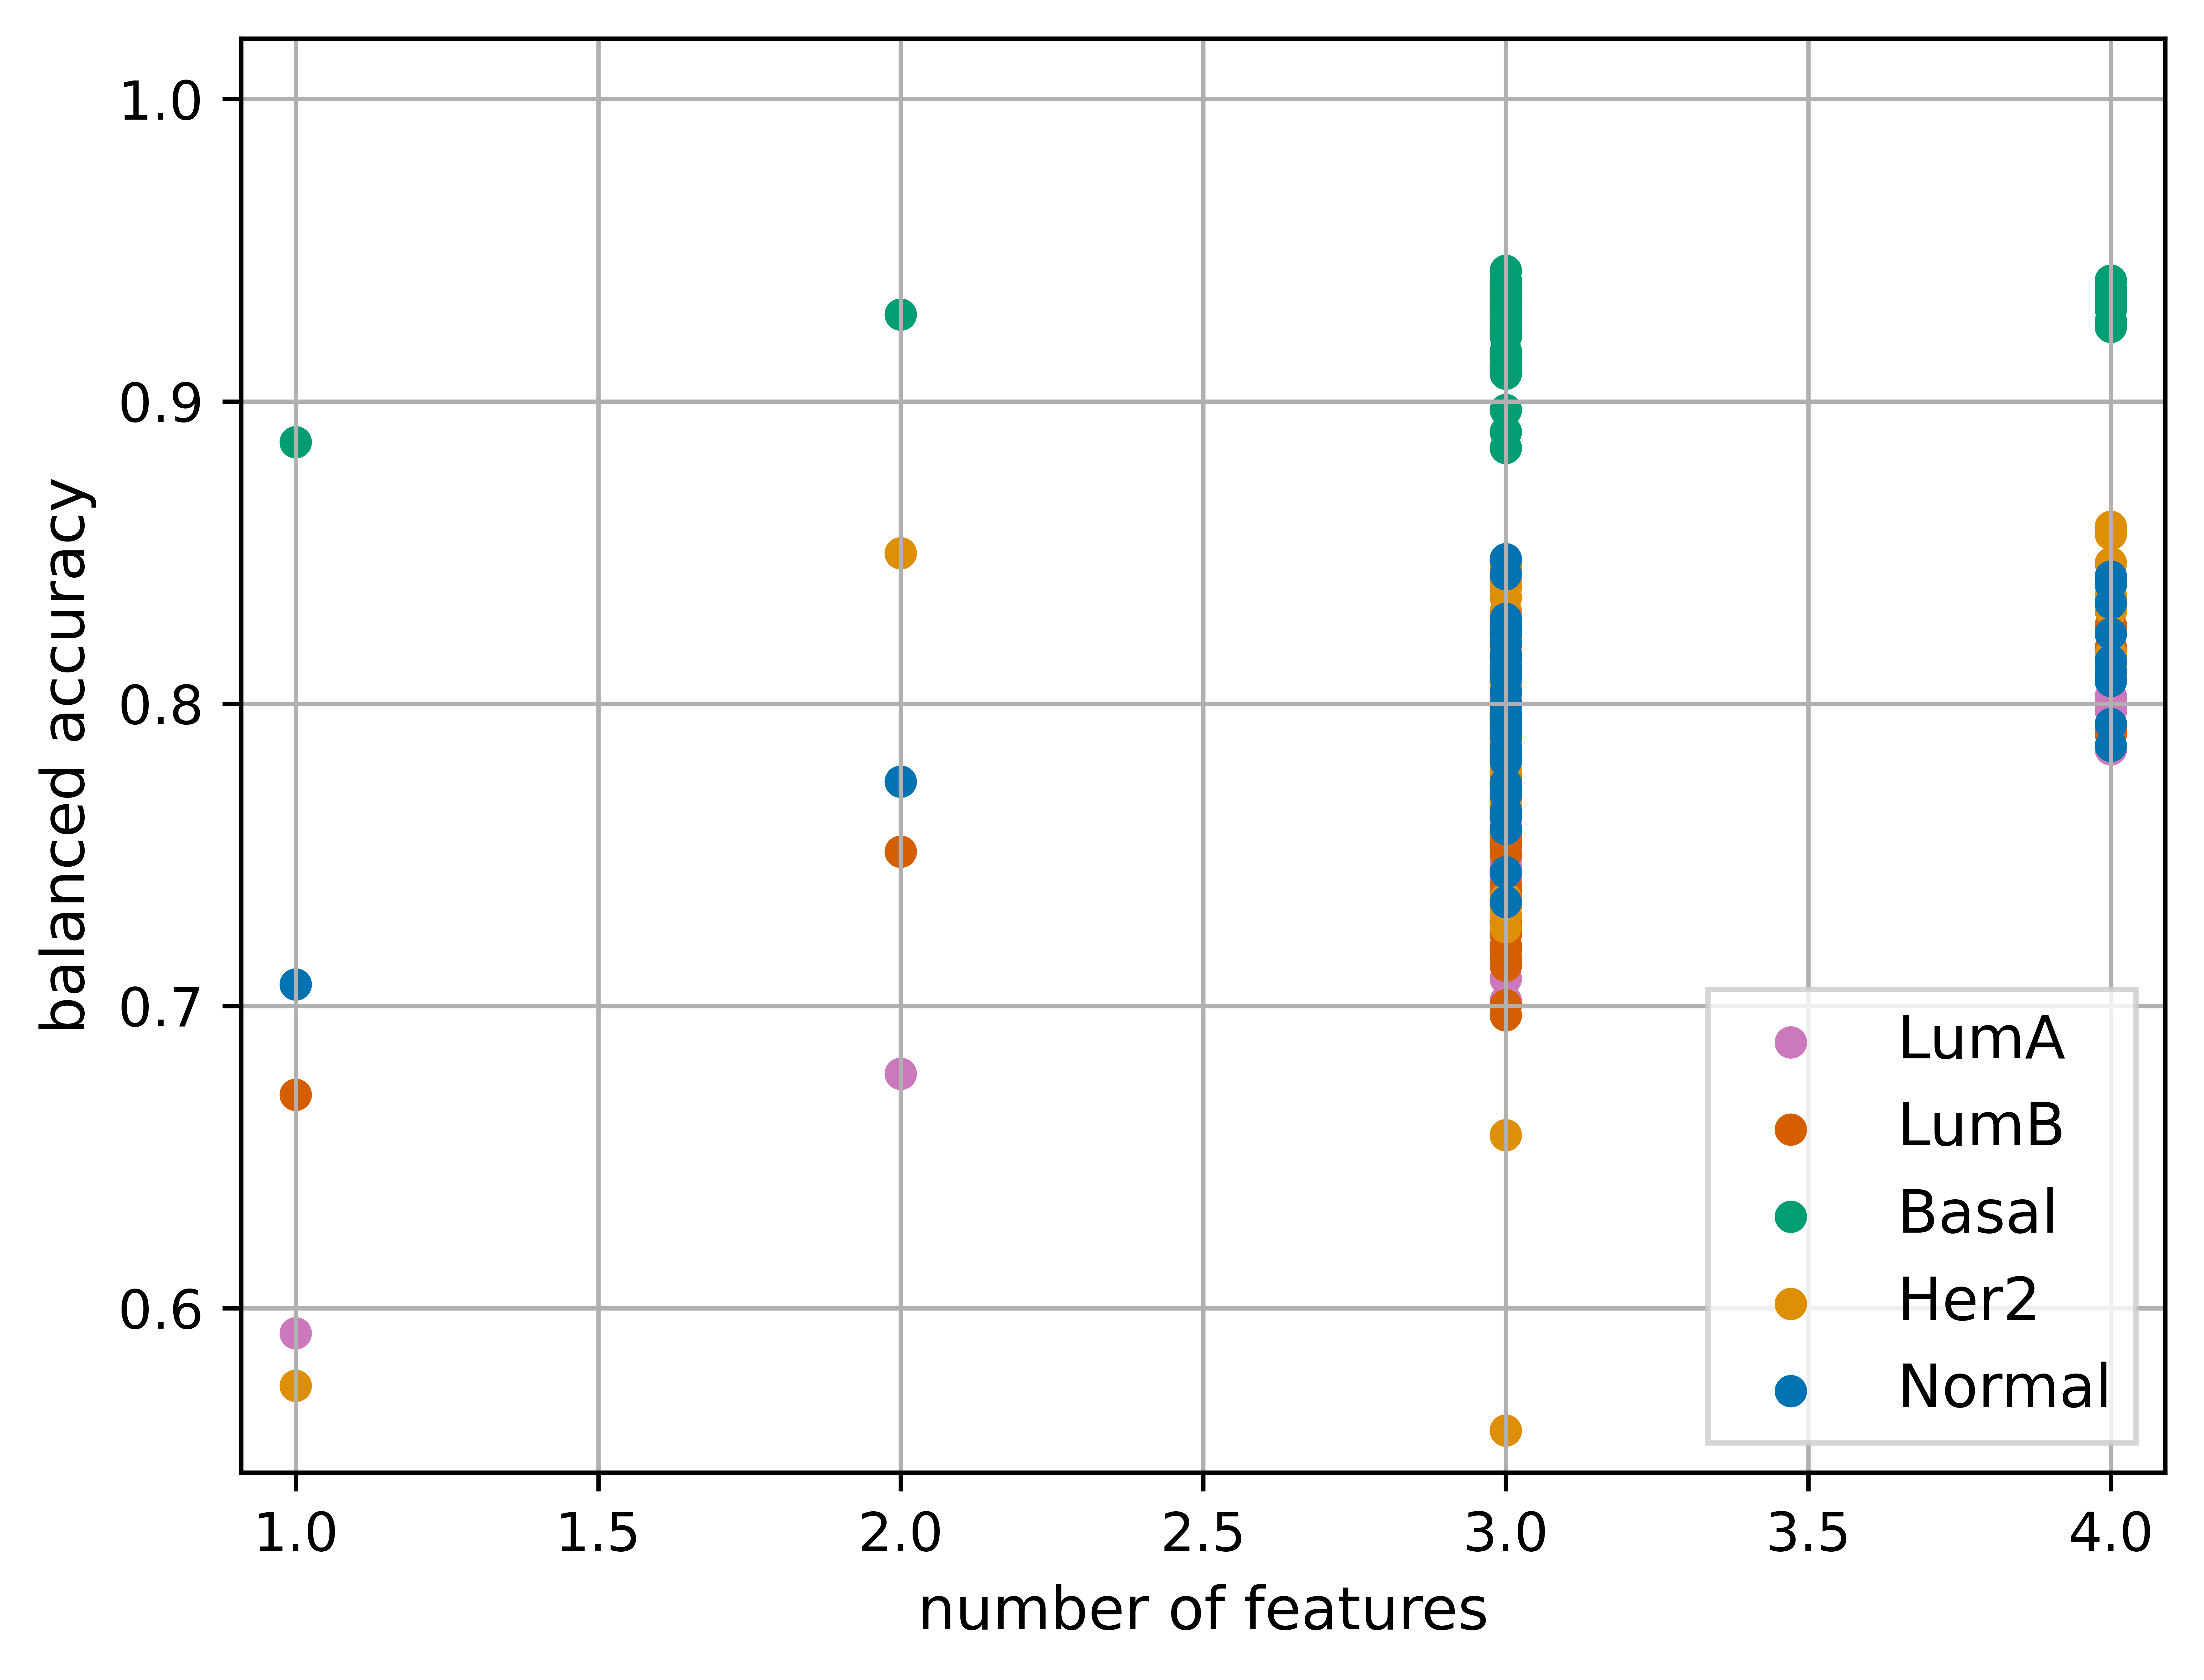 1.0
0.9
0.8
0.7
0.6
balanced accuracy
LumA
LumB
Basal
Her2
Normal
1.0 1.5 2.0 2.5 3.0 3.5 4.0
number of features